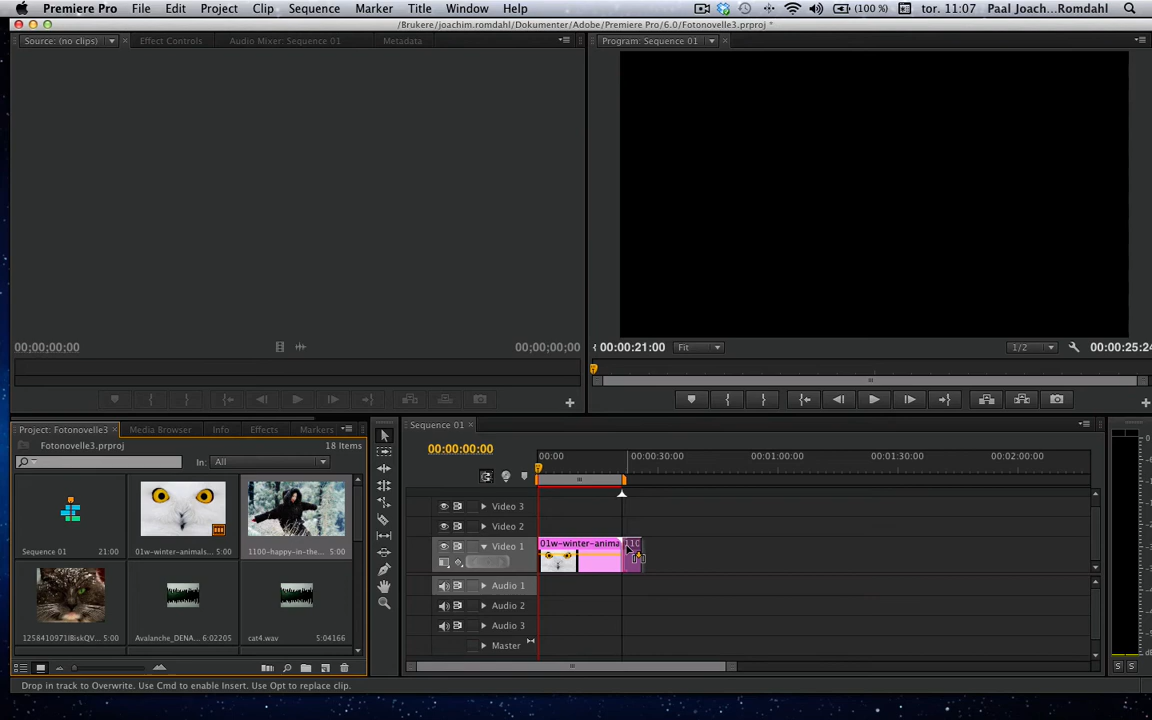 Premiere Pro File Edit Project Clip Sequence Marker Title Window Help (100 %) tor. 11:07 Paal Joach...Romdahl
/Brukere/joachim.romdahl/Dokumenter/Adobe/Premiere Pro/6.0/Fotonovelle3.prproj *
Source: (no clips) Effect Controls Audio Mixer: Sequence 01 Metadata
Program: Sequence 01
00;00;00;00 00;00;00;00
00:00:21:00 Fit 1/2 00:00:25:24
Project: Fotonovelle3 Media Browser Info Effects Markers
Fotonovelle3.prproj 18 Items
In: All
Sequence 01 21:00 01w-winter-animals... 5:00 1100-happy-in-the... 5:00
1258410971lBiskQV... 5:00 Avalanche_DENA... 6:02205 cat4.wav 5:04166
Sequence 01
00:00:00:00
00:00 00:00:30:00 00:01:00:00 00:01:30:00 00:02:00:00
Video 3
Video 2
Video 1 01w-winter-anima 110
Audio 1
Audio 2
Audio 3
Master
0
S S
Drop in track to Overwrite. Use Cmd to enable Insert. Use Opt to replace clip.